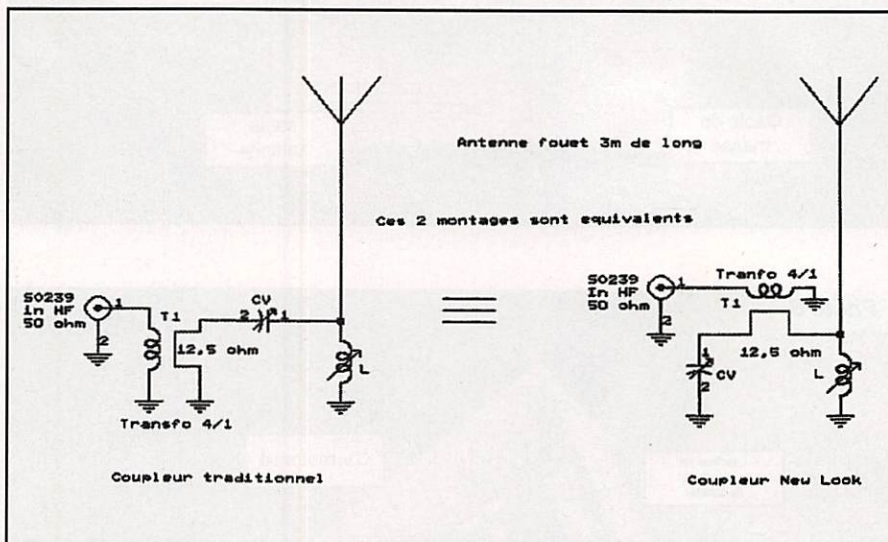 Antenne fouet 3m de long
Ces 2 montages sont equivalents
SO239
In HF
50 ohm
1
2
T1
CV
2
1
12,5 ohm
L
Transfo 4/1
Coupleur traditionnel
SO239
In HF
50 ohm
1
2
Tranfo 4/1
T1
12,5 ohm
1
CV
2
L
Coupleur New Look